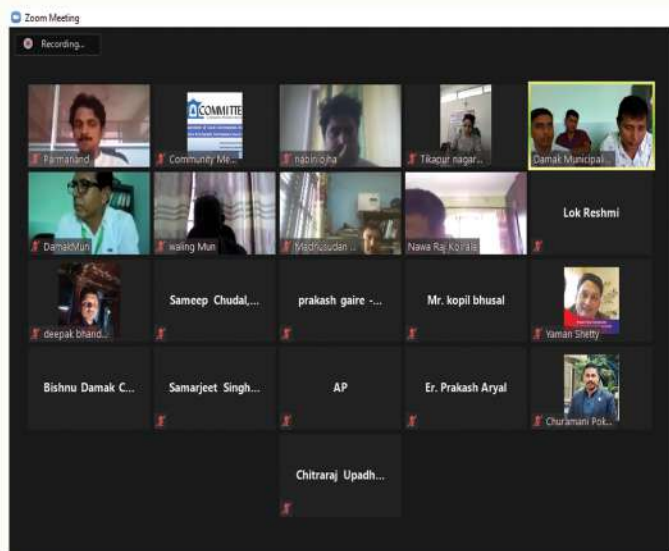 Zoom Meeting
Recording...
Parmanand
COMMITTE
Community Me...
nabin ojha
Tikapur nagar...
Damak Municipali...
DamakMun
waling Mun
Madhusudan ...
Nawa Raj Koirala
Lok Reshmi
deepak bhand...
Sameep Chudal,...
prakash gaire -...
Mr. kopil bhusal
Yaman Shetty
Bishnu Damak C...
Samarjeet Singh...
AP
Er. Prakash Aryal
Churamani Pok...
Chitraraj Upadh...